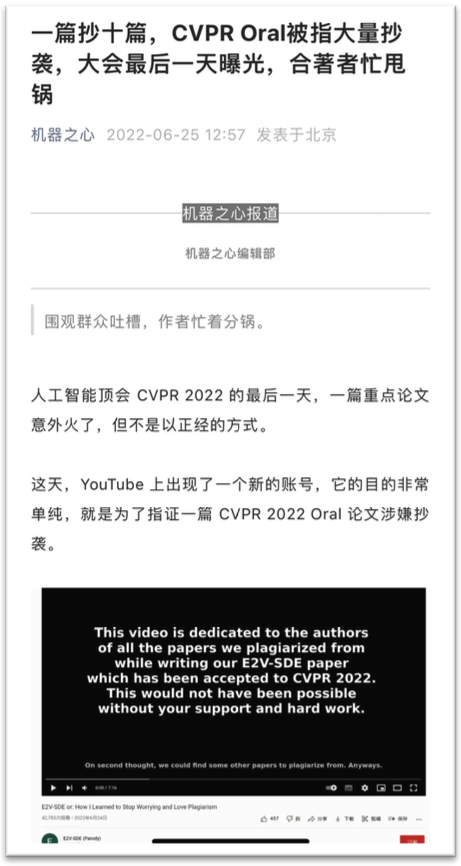 一篇抄十篇，CVPR Oral被指大量抄
袭，大会最后一天曝光，合著者忙甩
锅
机器之心 2022-06-25 12:57 发表于北京
机器之心报道
机器之心编辑部
围观群众吐槽，作者忙着分锅。
人工智能顶会 CVPR 2022 的最后一天，一篇重点论文
意外火了，但不是以正经的方式。
这天，YouTube 上出现了一个新的账号，它的目的非常
单纯，就是为了指证一篇 CVPR 2022 Oral 论文涉嫌抄
袭。
This video is dedicated to the authors
of all the papers we plagiarized from
while writing our E2V-SDE paper
which has been accepted to CVPR 2022.
This would not have been possible
without your support and hard work.
On second thought, we could find some other papers to plagiarize from. Anyways.
0:00 / 7:16
E2V-SDE or: How I Learned to Stop Worrying and Love Plagiarism
457 分享 下载
E2V-SDE (Parody)